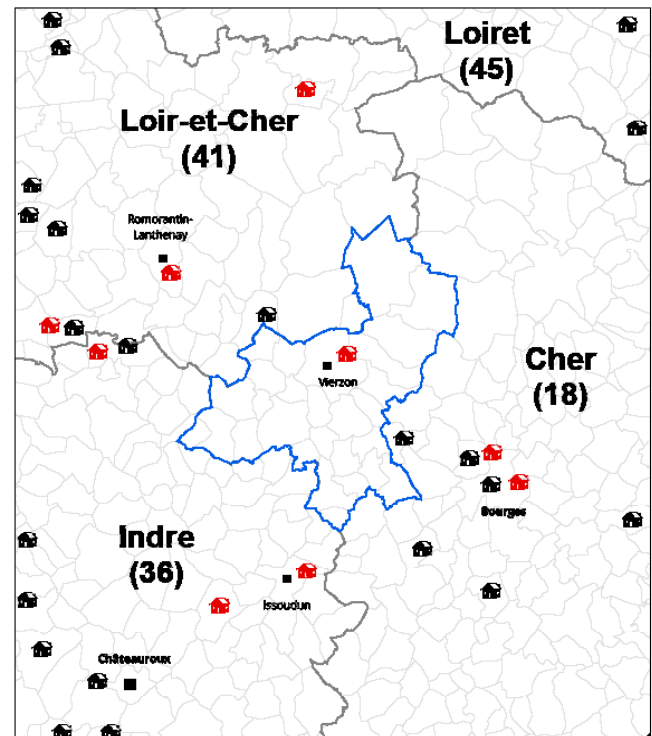 Loiret
(45)
Loir-et-Cher
(41)
Romorantin-
Lanthenay
Cher
(18)
Vierzon
Bourges
Indre
(36)
Issoudun
Châteauroux